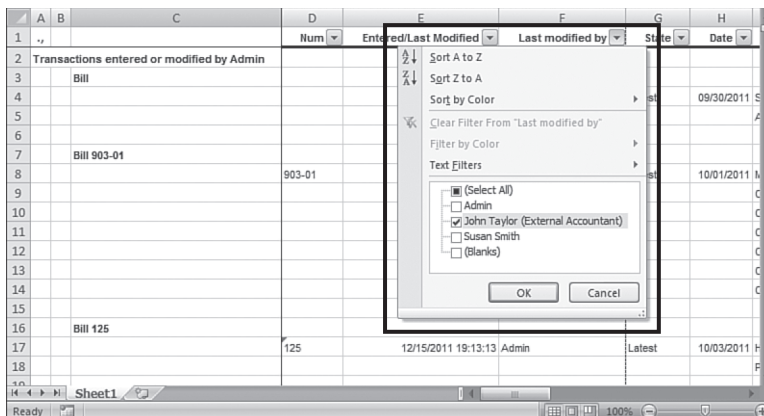 A B C D E F G H
1 ., Num Entered/Last Modified Last modified by State Date
2 Transactions entered or modified by Admin
Sort A to Z
3 Bill
Sort Z to A
4 09/30/2011 S
Sort by Color
5 A
Clear Filter From "Last modified by"
6
Filter by Color
7 Bill 903-01
Text Filters
8 903-01 10/01/2011
9
(Select All)
10
Admin
11
John Taylor (External Accountant)
12
Susan Smith
13
(Blanks)
14
OK Cancel
15
16 Bill 125
17 125 12/15/2011 19:13:13 Admin Latest 10/03/2011 H
18
Sheet1
Ready 100%